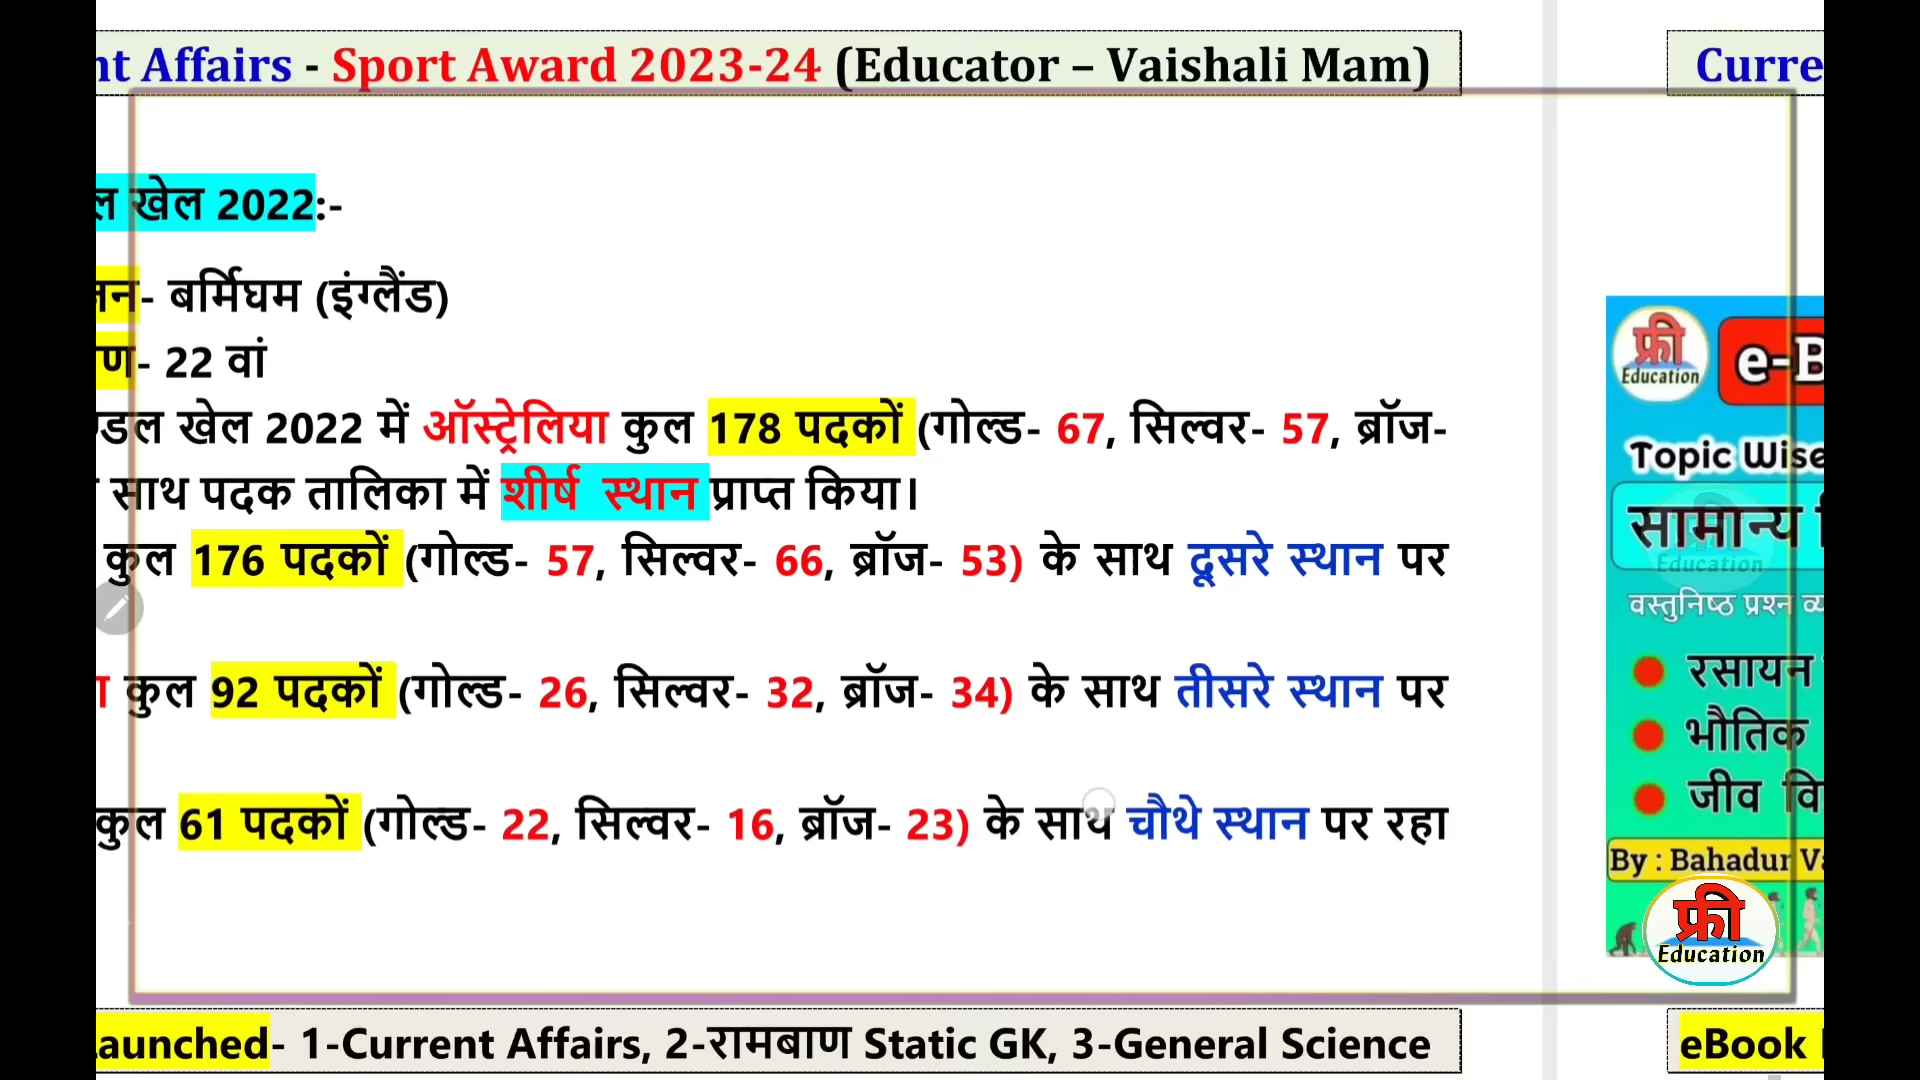 nt Affairs - Sport Award 2023-24 (Educator – Vaishali Mam)
ल खेल 2022:-
न- बर्मिंघम (इंग्लैंड)
ण- 22 वां
डल खेल 2022 में ऑस्ट्रेलिया कुल 178 पदकों (गोल्ड- 67, सिल्वर- 57, ब्रॉज-
साथ पदक तालिका में शीर्ष स्थान प्राप्त किया।
कुल 176 पदकों (गोल्ड- 57, सिल्वर- 66, ब्रॉज- 53) के साथ दूसरे स्थान पर
कुल 92 पदकों (गोल्ड- 26, सिल्वर- 32, ब्रॉज- 34) के साथ तीसरे स्थान पर
कुल 61 पदकों (गोल्ड- 22, सिल्वर- 16, ब्रॉज- 23) के साथ चौथे स्थान पर रहा
aunched- 1-Current Affairs, 2-रामबाण Static GK, 3-General Science
Curre
फ्री
Education
e-B
Topic Wise
सामान्य
Education
वस्तुनिष्ठ प्रश्न
रसायन
भौतिक
जीव वि
By : Bahadur Va
फ्री
Education
eBook